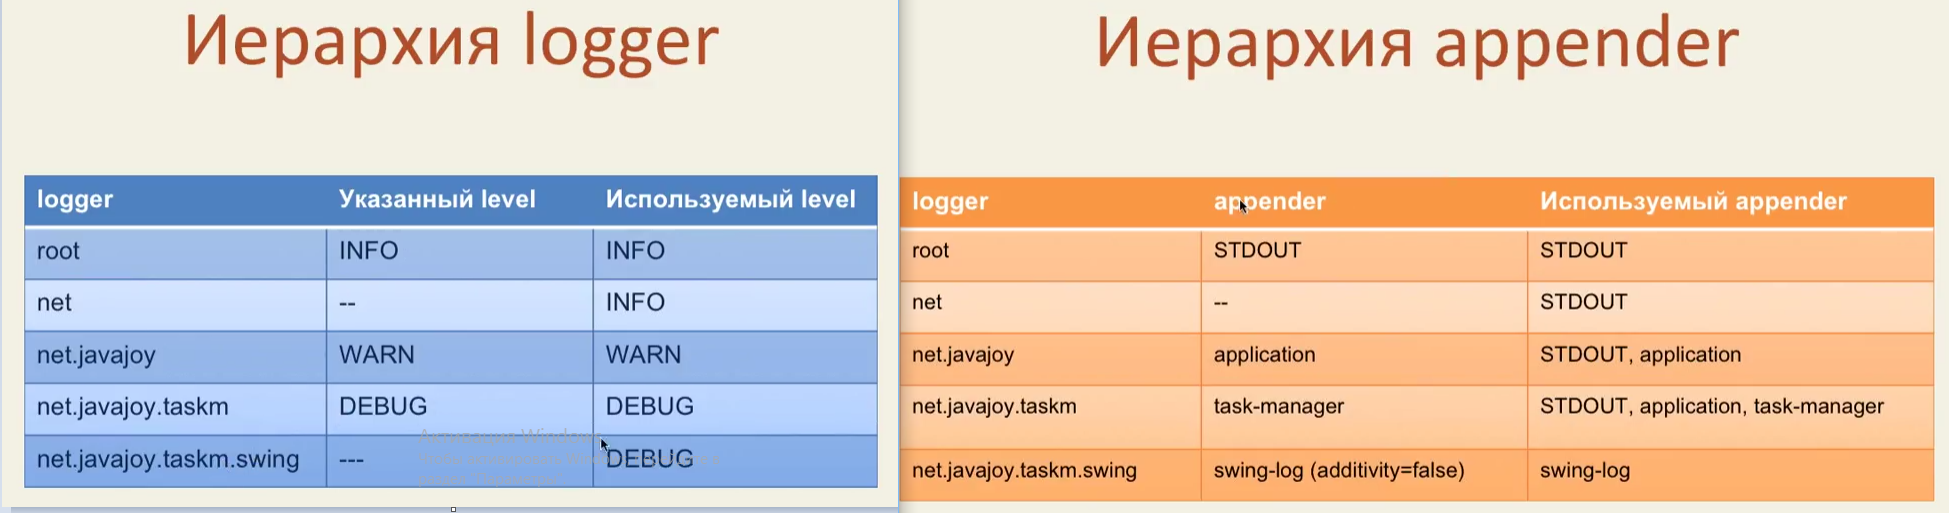 Иерархия logger
logger Указанный level Используемый level
root INFO INFO
net -- INFO
net.javajoy WARN WARN
net.javajoy.taskm DEBUG DEBUG
net.javajoy.taskm.swing --- DEBUG
Активация Windows
Иерархия appender
logger appender Используемый appender
root STDOUT STDOUT
net -- STDOUT
net.javajoy application STDOUT, application
net.javajoy.taskm task-manager STDOUT, application, task-manager
net.javajoy.taskm.swing swing-log (additivity=false) swing-log